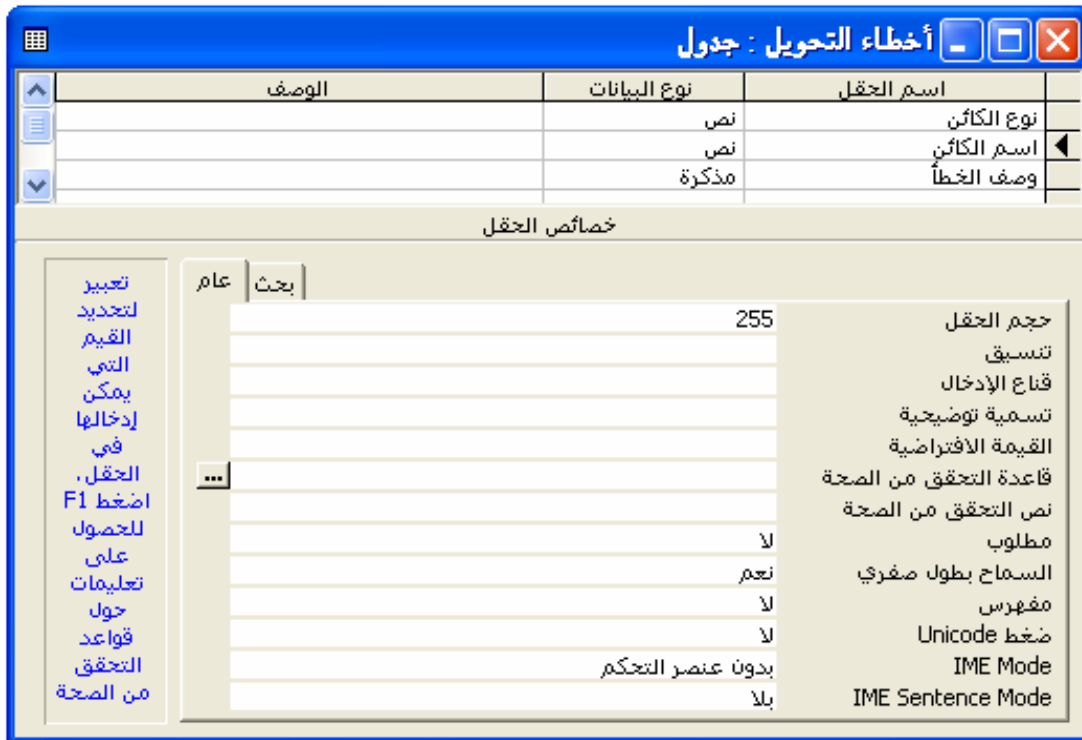 أخطاء التحويل : جدول
اسم الحقل نوع البيانات الوصف
نوع الكائن نص
اسم الكائن نص
وصف الخطأ مذكرة
خصائص الحقل
بحث عام
حجم الحقل 255
تنسيق
قناع الإدخال
تسمية توضيحية
القيمة الافتراضية
قاعدة التحقق من الصحة ...
نص التحقق من الصحة
مطلوب لا
السماح بطول صفري نعم
مفهرس لا
ضغط Unicode لا
IME Mode بدون عنصر التحكم
IME Sentence Mode بلا
تعبير
لتحديد
القيم
التي
يمكن
إدخالها
في
الحقل.
اضغط F1
للحصول
على
تعليمات
حول
قواعد
التحقق
من الصحة